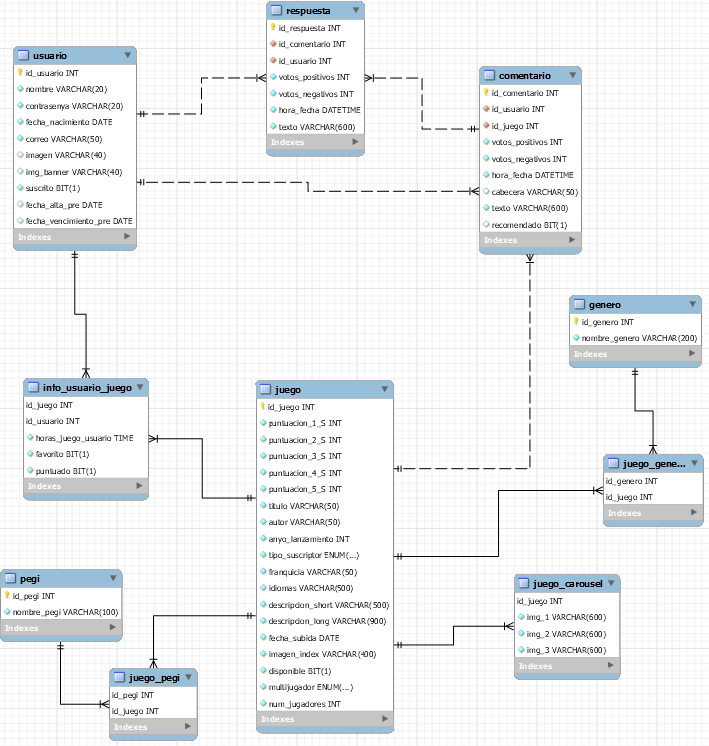 respuesta
id_respuesta INT
id_comentario INT
id_usuario INT
votos_positivos INT
votos_negativos INT
hora_fecha DATETIME
texto VARCHAR(600)
Indexes
usuario
id_usuario INT
nombre VARCHAR(20)
contrasenya VARCHAR(20)
fecha_nacimiento DATE
correo VARCHAR(50)
imagen VARCHAR(40)
img_banner VARCHAR(40)
suscito BIT(1)
fecha_alta_pre DATE
fecha_vencimiento_pre DATE
Indexes
comentario
id_comentario INT
id_usuario INT
id_juego INT
votos_positivos INT
votos_negativos INT
hora_fecha DATETIME
cabecera VARCHAR(50)
texto VARCHAR(600)
recomendado BIT(1)
Indexes
genero
id_genero INT
nombre_genero VARCHAR(200)
Indexes
info_usuario_juego
id_juego INT
id_usuario INT
horas_juego_usuario TIME
favorito BIT(1)
puntuado BIT(1)
Indexes
juego
id_juego INT
puntuacion_1_S INT
puntuacion_2_S INT
puntuacion_3_S INT
puntuacion_4_S INT
puntuacion_5_S INT
titulo VARCHAR(50)
autor VARCHAR(50)
anyo_lanzamiento INT
tipo_suscriptor ENUM(...)
franquicia VARCHAR(50)
idiomas VARCHAR(500)
descripcion_short VARCHAR(500)
descripcion_long VARCHAR(900)
fecha_subida DATE
imagen_index VARCHAR(400)
disponible BIT(1)
multijugador ENUM(...)
num_jugadores INT
Indexes
juego_gene...
id_genero INT
id_juego INT
Indexes
pegi
id_pegi INT
nombre_pegi VARCHAR(100)
Indexes
juego_carousel
id_juego INT
img_1 VARCHAR(600)
img_2 VARCHAR(600)
img_3 VARCHAR(600)
Indexes
juego_pegi
id_pegi INT
id_juego INT
Indexes